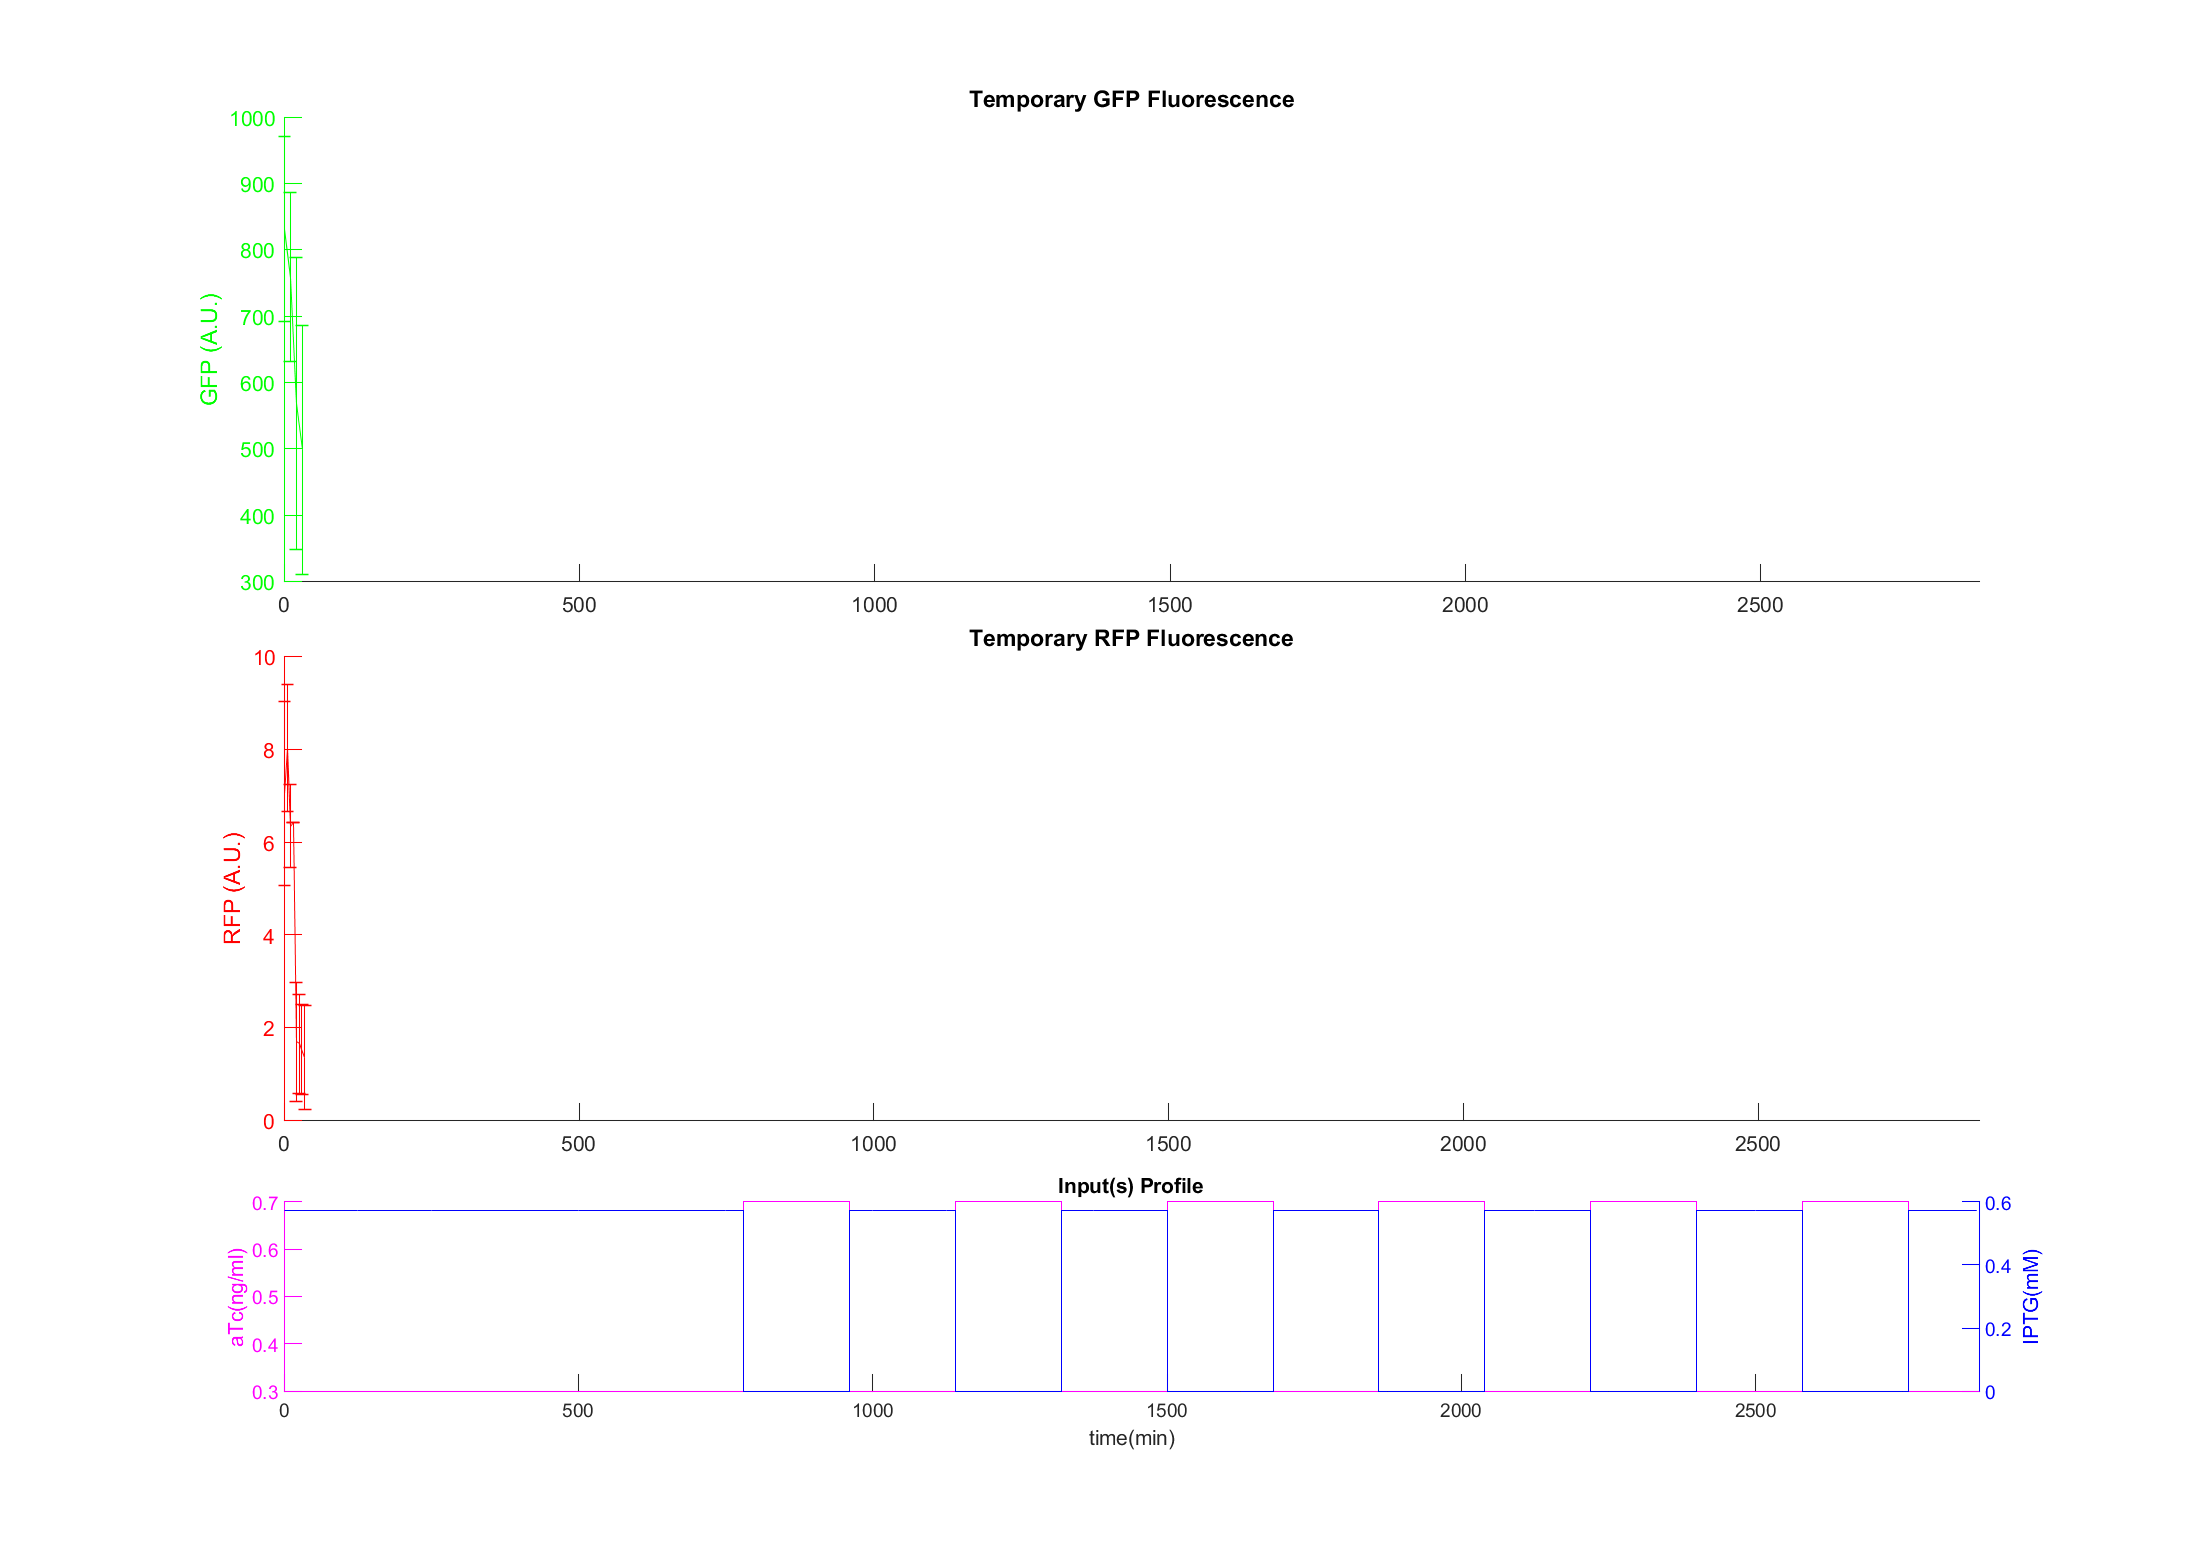 Temporary GFP Fluorescence
1000
900
800
700
600
500
400
300
GFP (A.U.)
0 500 1000 1500 2000 2500
Temporary RFP Fluorescence
10
8
6
4
2
0
RFP (A.U.)
0 500 1000 1500 2000 2500
Input(s) Profile
0.7
0.6
0.5
0.4
0.3
aTc(ng/ml)
0.6
0.4
0.2
0
IPTG(mM)
0 500 1000 1500 2000 2500
time(min)